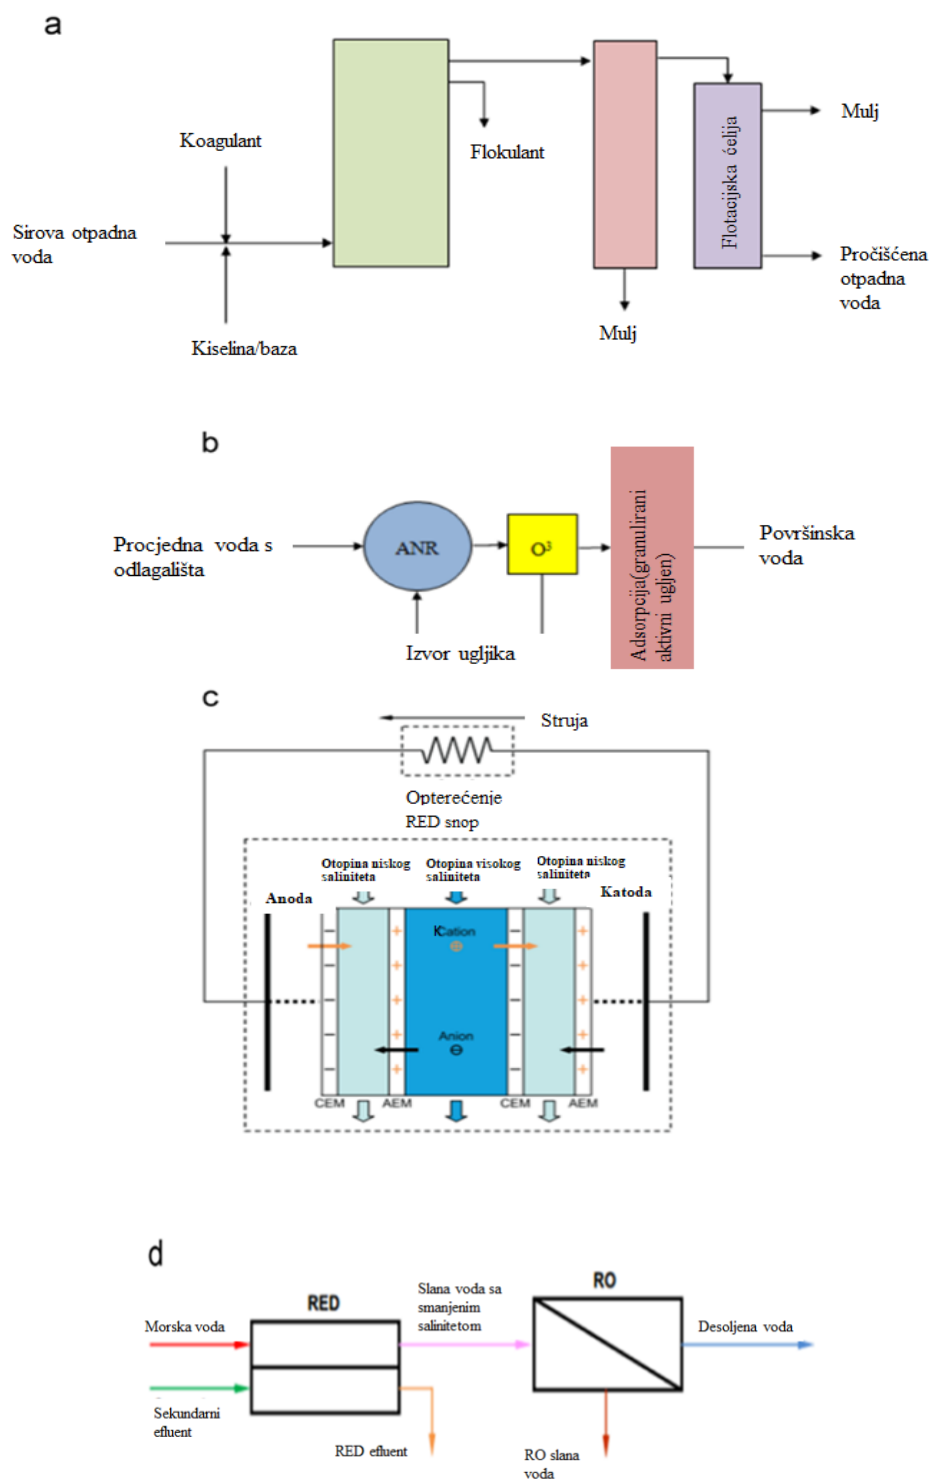 a
Koagulant
Sirova otpadna
voda
Kiselina/baza
Flokulant
Mulj
Flotacijska ćelija
Mulj
Pročišćena
otpadna
voda
b
Procjedna voda s
odlagališta
ANR
O³
Izvor ugljika
Adsorpcija(granulirani
aktivni ugljen)
Površinska
voda
c
Struja
Opterećenje
RED snop
Otopina niskog
saliniteta
Otopina visokog
saliniteta
Otopina niskog
saliniteta
Anoda
Katoda
KCation
⊕
Anion
⊖
CEM
AEM
CEM
AEM
d
RED
Morska voda
Sekundarni
efluent
Slana voda sa
smanjenim
salinitetom
RED efluent
RO
RO slana
voda
Desoljena voda